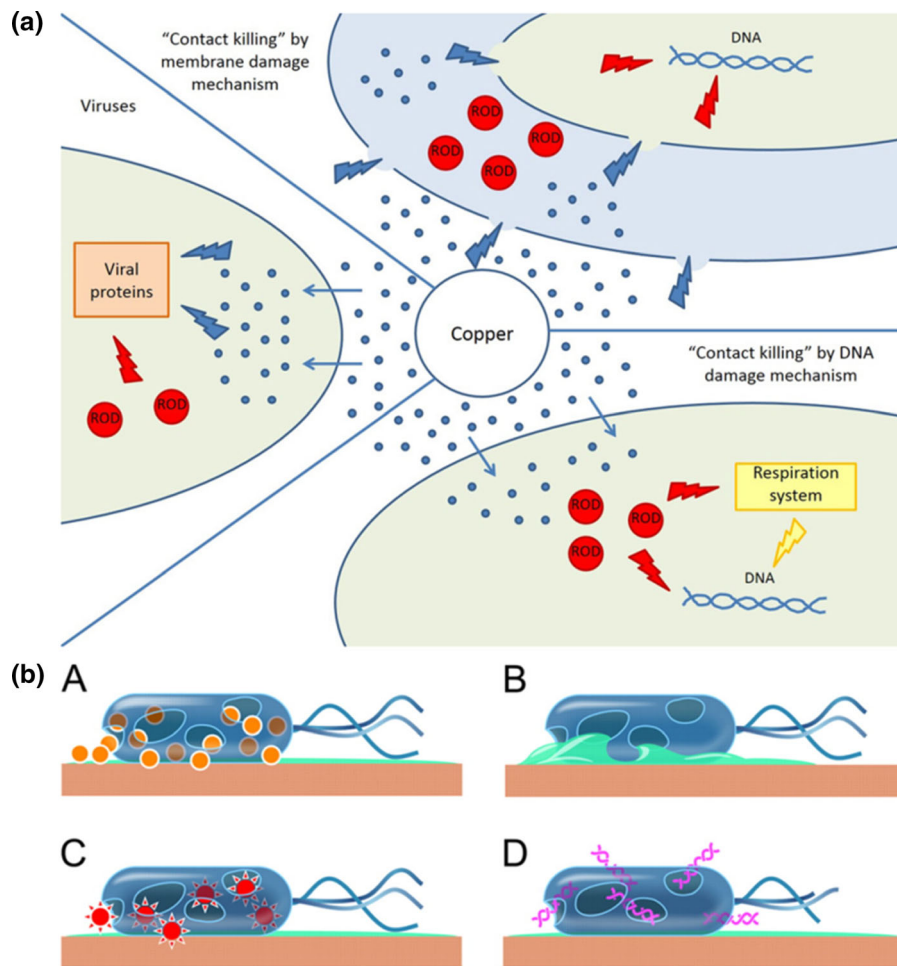 (a)
"Contact killing" by
membrane damage
mechanism
DNA
Viruses
ROD
ROD
ROD
ROD
Viral
proteins
Copper
"Contact killing" by DNA
damage mechanism
ROD
ROD
Respiration
system
ROD
ROD
ROD
DNA
(b)
A
B
C
D